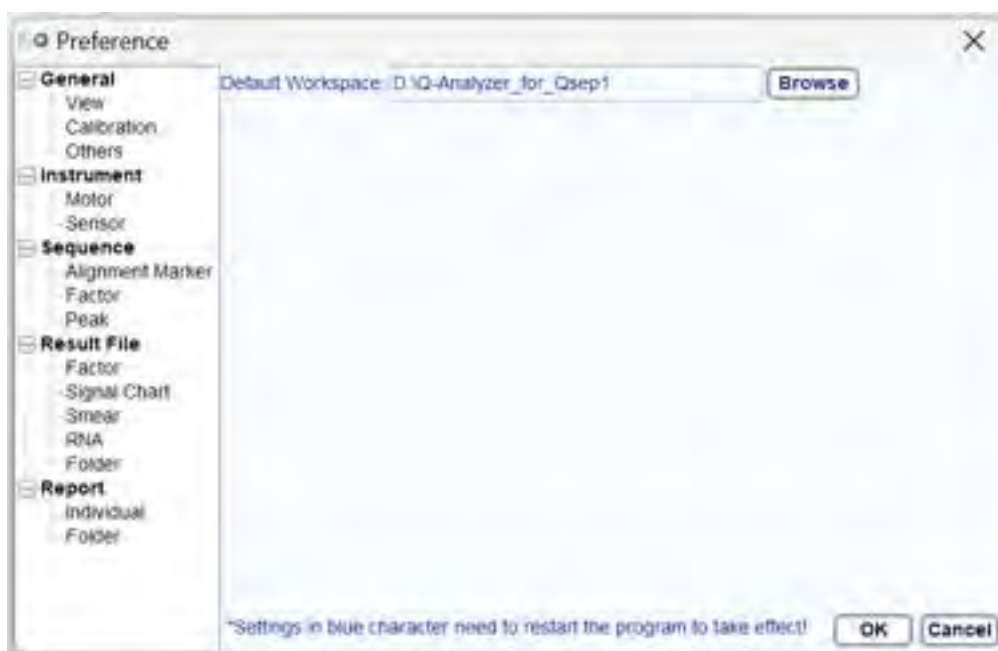 Preference
General
View
Calibration
Others
Instrument
Motor
Sensor
Sequence
Alignment Marker
Factor
Peak
Result File
Factor
Signal Chart
Smear
RNA
Folder
Report
Individual
Folder
Default Workspace: D:\Q-Analyzer_for_Qsep1
Browse
*Settings in blue character need to restart the program to take effect!
OK
Cancel